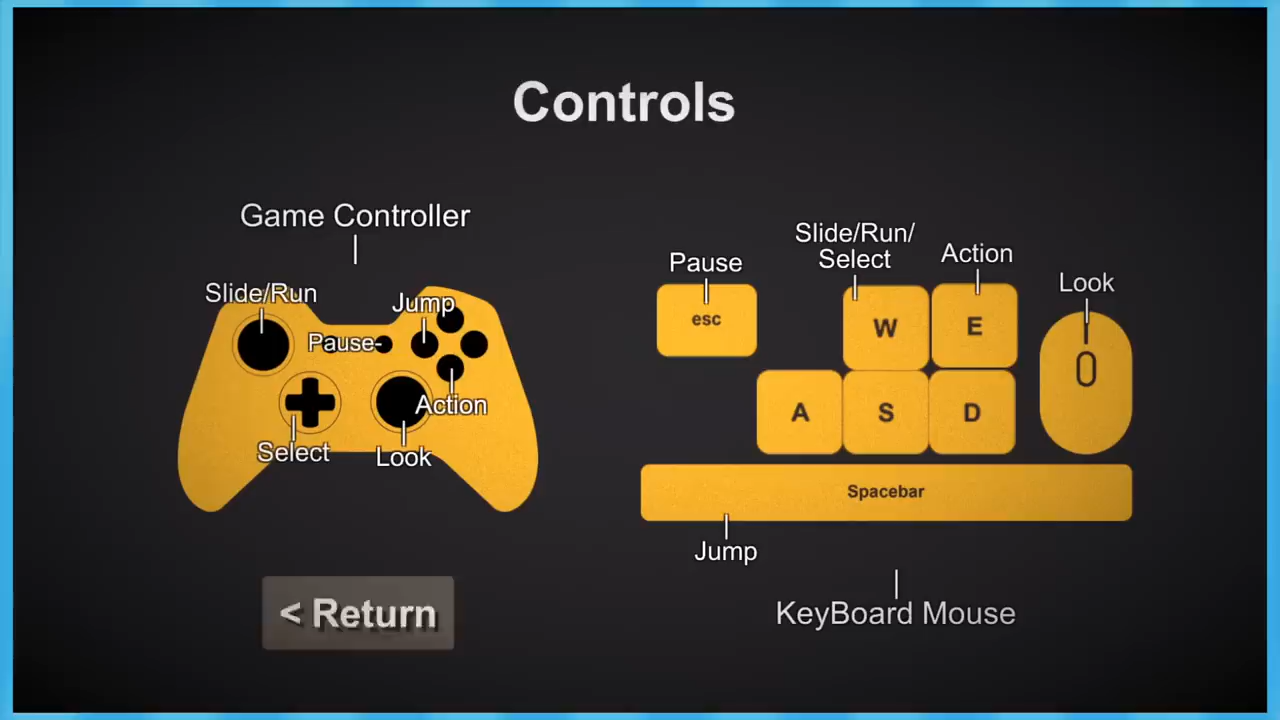 Controls
Game Controller
Slide/Run
Jump
Pause
Action
Select
Look
Pause
Slide/Run/
Select
Action
Look
esc
W
E
A
S
D
Spacebar
Jump
KeyBoard Mouse
< Return